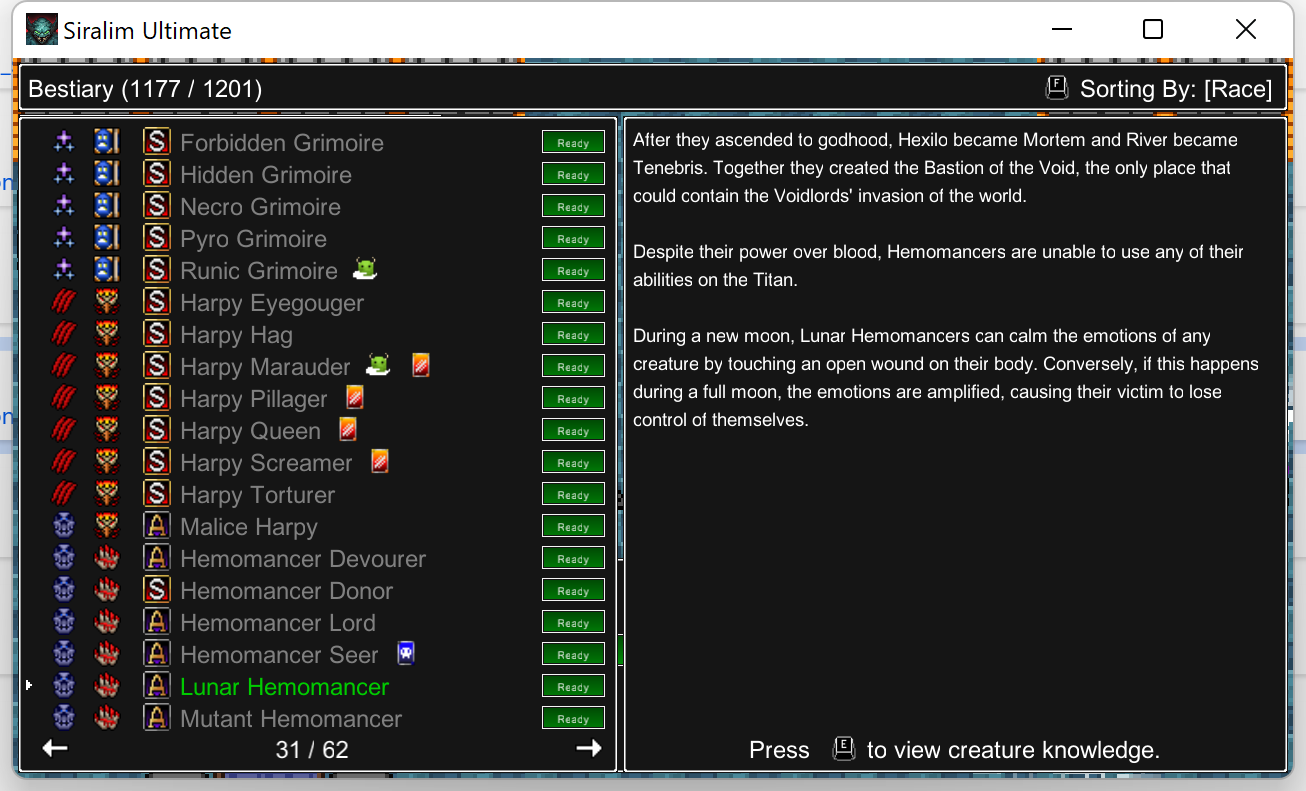 Siralim Ultimate
Bestiary (1177 / 1201)
F Sorting By: [Race]
S Forbidden Grimoire Ready
S Hidden Grimoire Ready
S Necro Grimoire Ready
S Pyro Grimoire Ready
S Runic Grimoire Ready
S Harpy Eyegouger Ready
S Harpy Hag Ready
S Harpy Marauder Ready
S Harpy Pillager Ready
S Harpy Queen Ready
S Harpy Screamer Ready
S Harpy Torturer Ready
A Malice Harpy Ready
A Hemomancer Devourer Ready
S Hemomancer Donor Ready
A Hemomancer Lord Ready
A Hemomancer Seer Ready
A Lunar Hemomancer Ready
A Mutant Hemomancer Ready
31 / 62
After they ascended to godhood, Hexilo became Mortem and River became
Tenebris. Together they created the Bastion of the Void, the only place that
could contain the Voidlords' invasion of the world.
Despite their power over blood, Hemomancers are unable to use any of their
abilities on the Titan.
During a new moon, Lunar Hemomancers can calm the emotions of any
creature by touching an open wound on their body. Conversely, if this happens
during a full moon, the emotions are amplified, causing their victim to lose
control of themselves.
Press E to view creature knowledge.